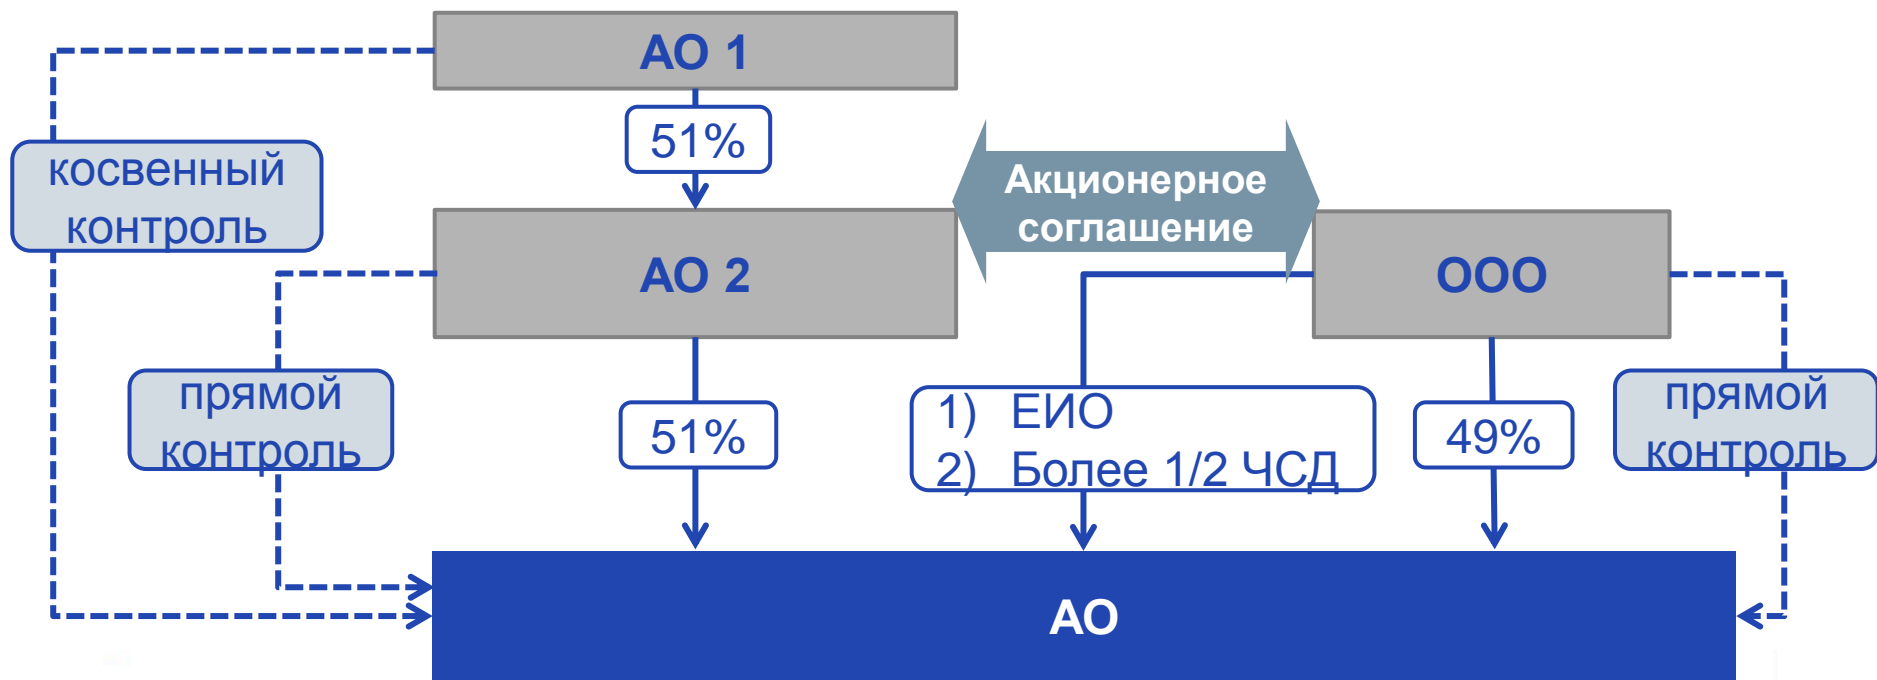 АО 1
51%
косвенный
контроль
Акционерное
соглашение
АО 2
ООО
прямой
контроль
51%
1) ЕИО
2) Более 1/2 ЧСД
49%
прямой
контроль
АО